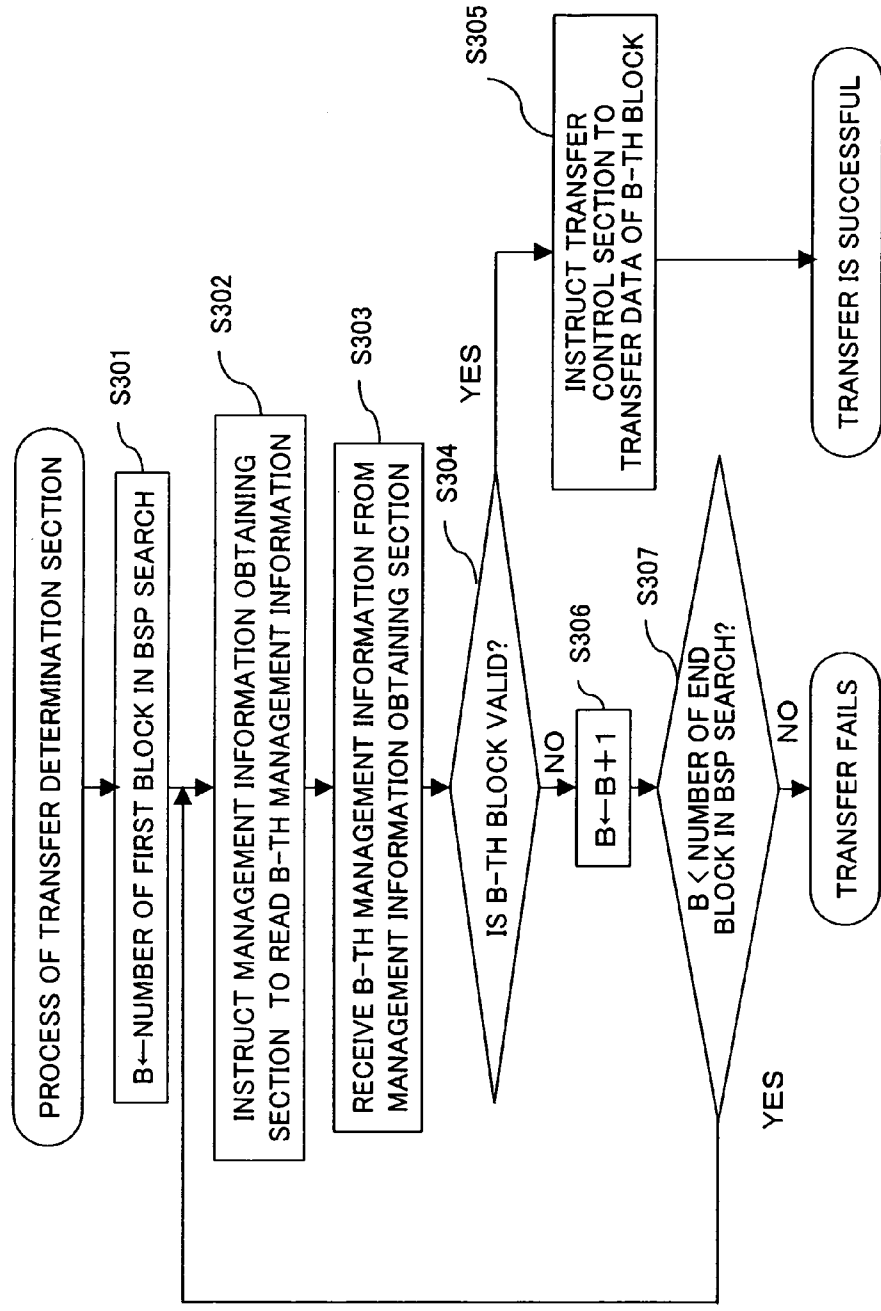 PROCESS OF TRANSFER DETERMINATION SECTION
S301
B←NUMBER OF FIRST BLOCK IN BSP SEARCH
S302
INSTRUCT MANAGEMENT INFORMATION OBTAINING
SECTION TO READ B-TH MANAGEMENT INFORMATION
S303
RECEIVE B-TH MANAGEMENT INFORMATION FROM
MANAGEMENT INFORMATION OBTAINING SECTION
S304
IS B-TH BLOCK VALID?
YES
NO
S305
INSTRUCT TRANSFER
CONTROL SECTION TO
TRANSFER DATA OF B-TH BLOCK
S306
B←B+1
S307
B < NUMBER OF END
BLOCK IN BSP SEARCH?
YES
NO
TRANSFER FAILS
TRANSFER IS SUCCESSFUL